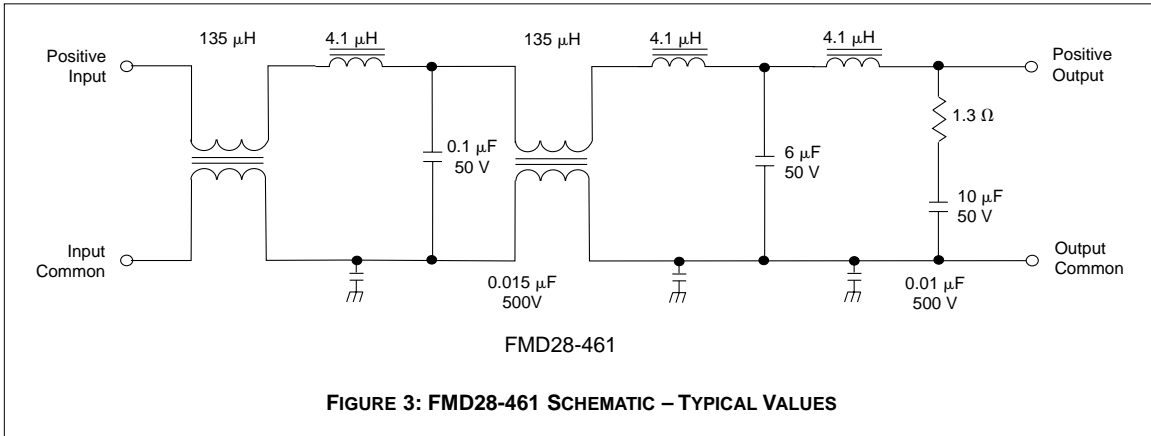 135 μH
4.1 μH
135 μH
4.1 μH
4.1 μH
Positive
Input
Positive
Output
1.3 Ω
0.1 μF
50 V
6 μF
50 V
10 μF
50 V
Input
Common
Output
Common
0.015 μF
500V
0.01 μF
500 V
FMD28-461
FIGURE 3: FMD28-461 SCHEMATIC – TYPICAL VALUES